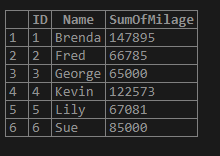 ID Name SumOfMilage
1 1 Brenda 147895
2 2 Fred 66785
3 3 George 65000
4 4 Kevin 122573
5 5 Lily 67081
6 6 Sue 85000